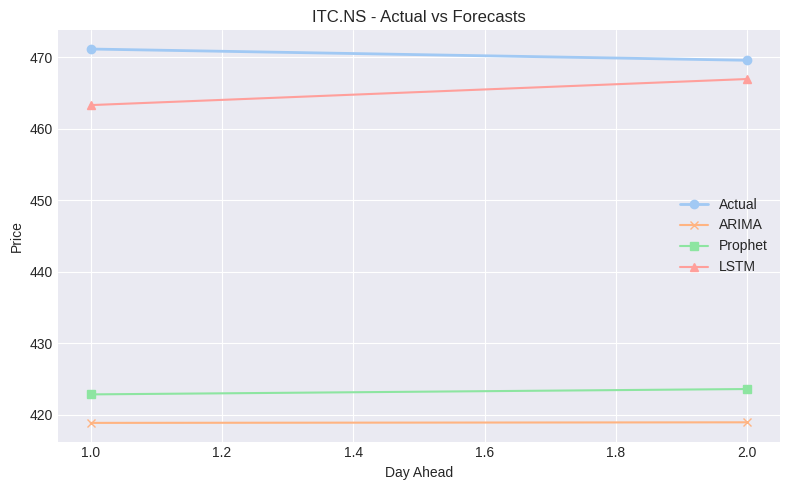 ITC.NS - Actual vs Forecasts
470
460
450
440
430
420
Price
Actual
ARIMA
Prophet
LSTM
1.0 1.2 1.4 1.6 1.8 2.0
Day Ahead